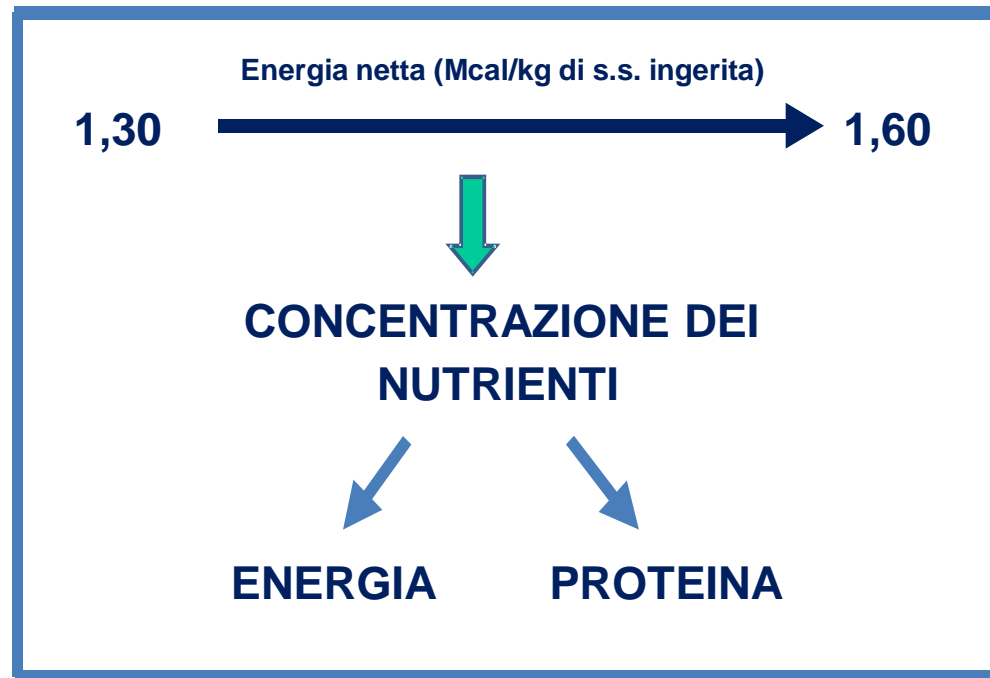 Energia netta (Mcal/kg di s.s. ingerita)
1,30 1,60
CONCENTRAZIONE DEI
NUTRIENTI
ENERGIA PROTEINA